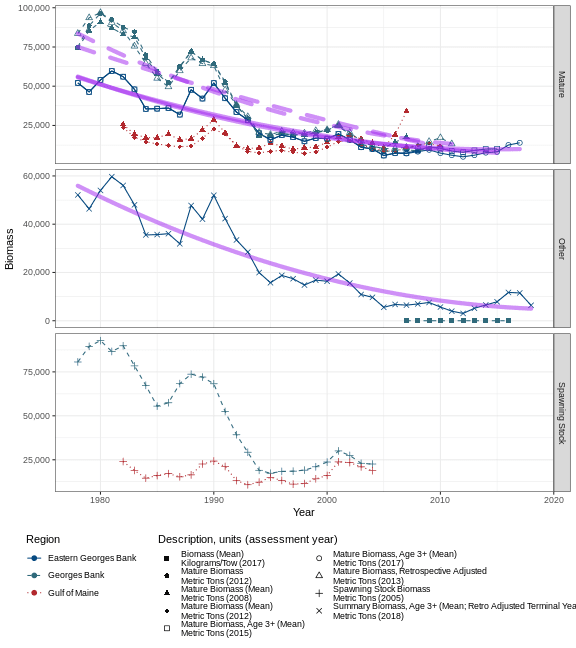 100,000
75,000
50,000
25,000
Mature
60,000
40,000
20,000
0
Other
75,000
50,000
25,000
Spawning Stock
Biomass
1980
1990
2000
2010
2020
Year
Region
Eastern Georges Bank
Georges Bank
Gulf of Maine
Description, units (assessment year)
Biomass (Mean)
Kilograms/Tow (2017)
Mature Biomass
Metric Tons (2012)
Mature Biomass (Mean)
Metric Tons (2008)
Mature Biomass (Mean)
Metric Tons (2012)
Mature Biomass, Age 3+ (Mean)
Metric Tons (2015)
Mature Biomass, Age 3+ (Mean)
Metric Tons (2017)
Mature Biomass, Retrospective Adjusted
Metric Tons (2013)
Spawning Stock Biomass
Metric Tons (2005)
Summary Biomass, Age 3+ (Mean; Retro Adjusted Terminal Yea
Metric Tons (2018)